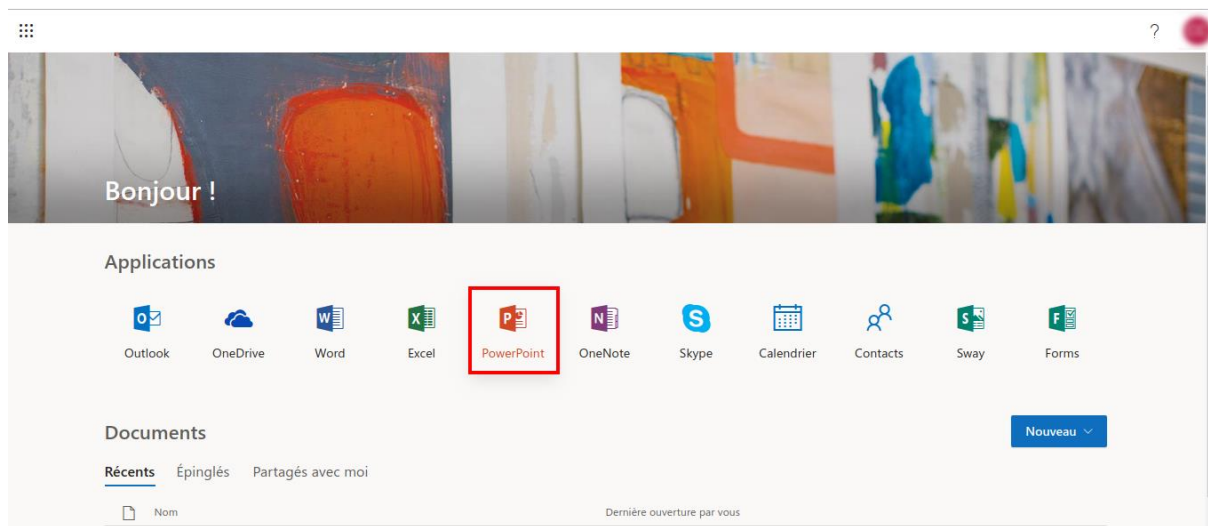 ?
Bonjour !
Applications
Outlook OneDrive Word Excel PowerPoint OneNote Skype Calendrier Contacts Sway Forms
Documents
Nouveau
Récents Épinglés Partagés avec moi
Nom Dernière ouverture par vous